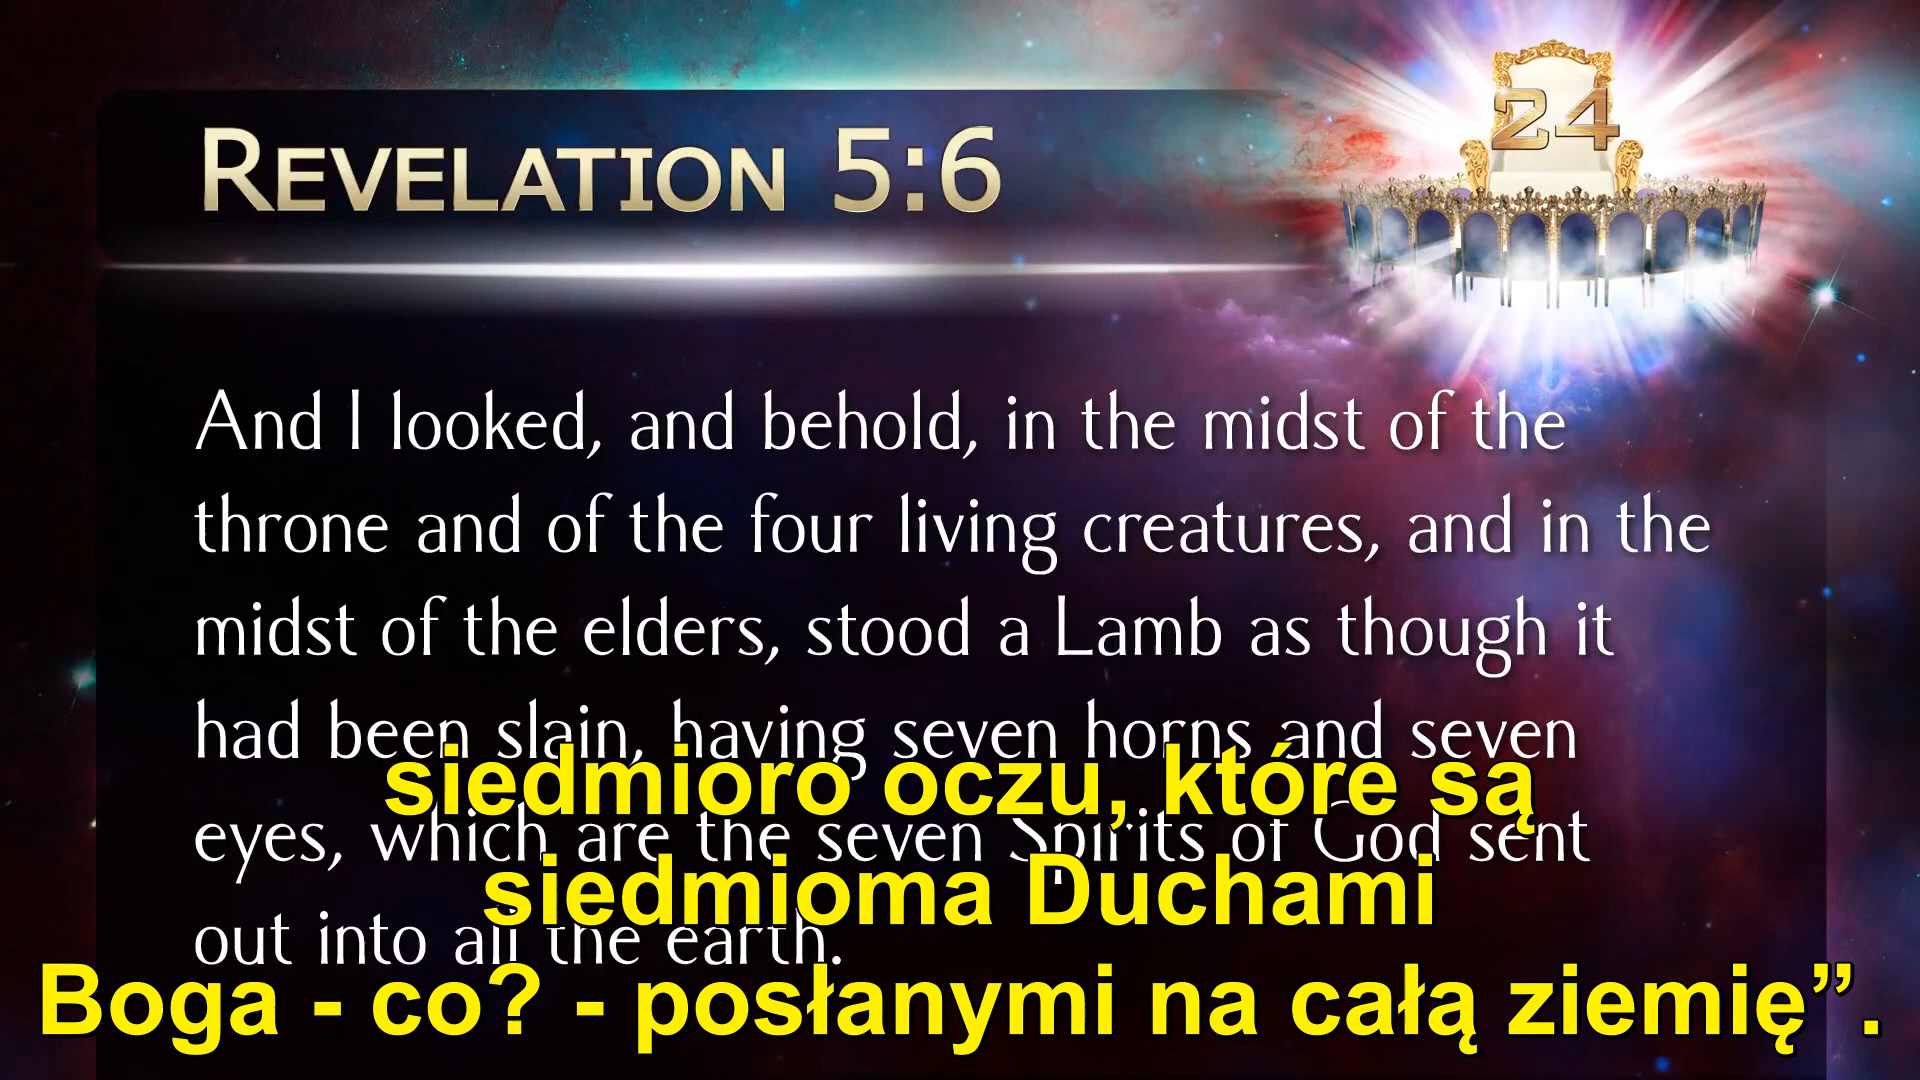 REVELATION 5:6
24
And I looked, and behold, in the midst of the
throne and of the four living creatures, and in the
midst of the elders, stood a Lamb as though it
had been slain, having seven horns and seven
eyes, which are the seven Spirits of God sent
out into all the earth.
siedmioro oczu, które są
siedmioma Duchami
Boga - co? - posłanymi na całą ziemię”.